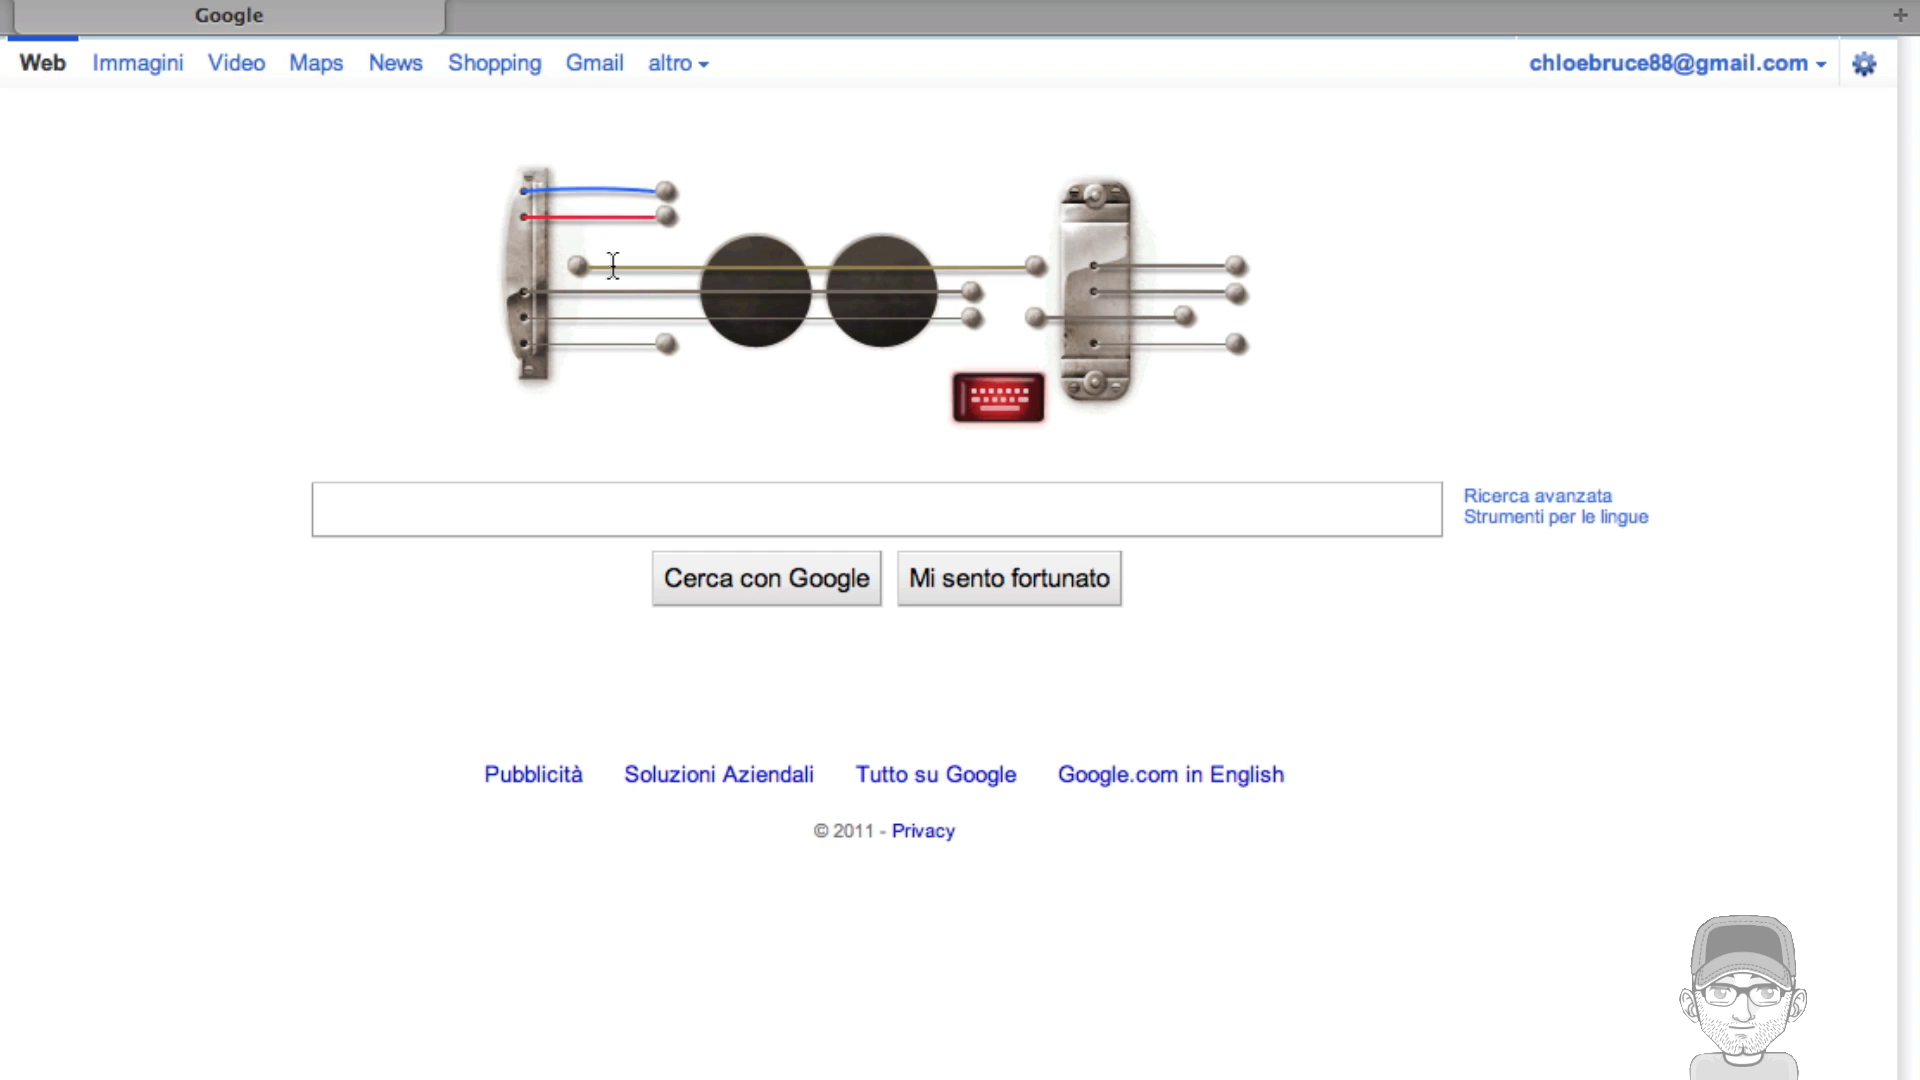 Google
Web Immagini Video Maps News Shopping Gmail altro
chloebruce88@gmail.com
Ricerca avanzata
Strumenti per le lingue
Cerca con Google Mi sento fortunato
Pubblicità Soluzioni Aziendali Tutto su Google Google.com in English
© 2011 - Privacy